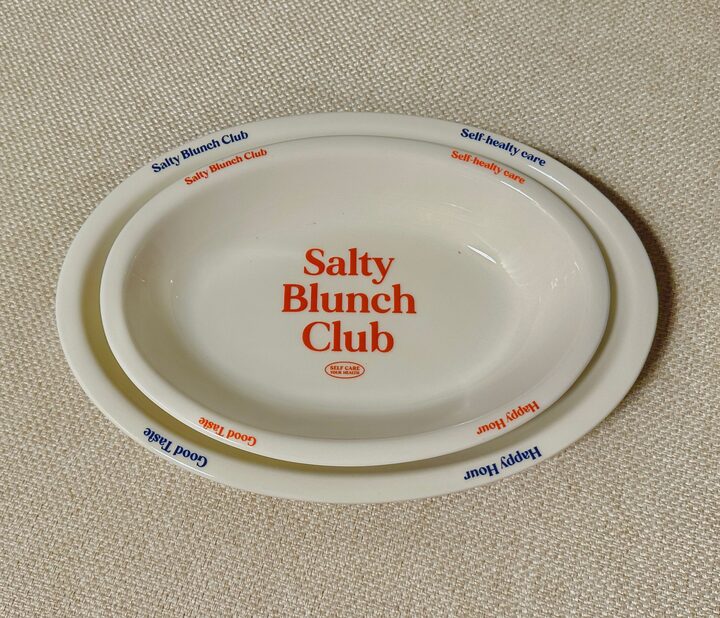 Salty Blunch Club
Self-healty care
Salty Blunch Club
Self-healty care
Salty
Blunch
Club
SELF CARE
YOUR HEALTH
Good Taste
Happy Hour
Good Taste
Happy Hour